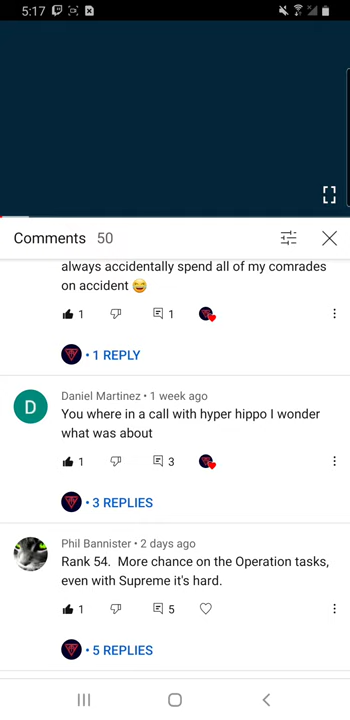 5:17
Comments 50
always accidentally spend all of my comrades
on accident 😂
1 1
• 1 REPLY
D
Daniel Martinez • 1 week ago
You where in a call with hyper hippo I wonder
what was about
1 3
• 3 REPLIES
Phil Bannister • 2 days ago
Rank 54.  More chance on the Operation tasks,
even with Supreme it's hard.
1 5
• 5 REPLIES